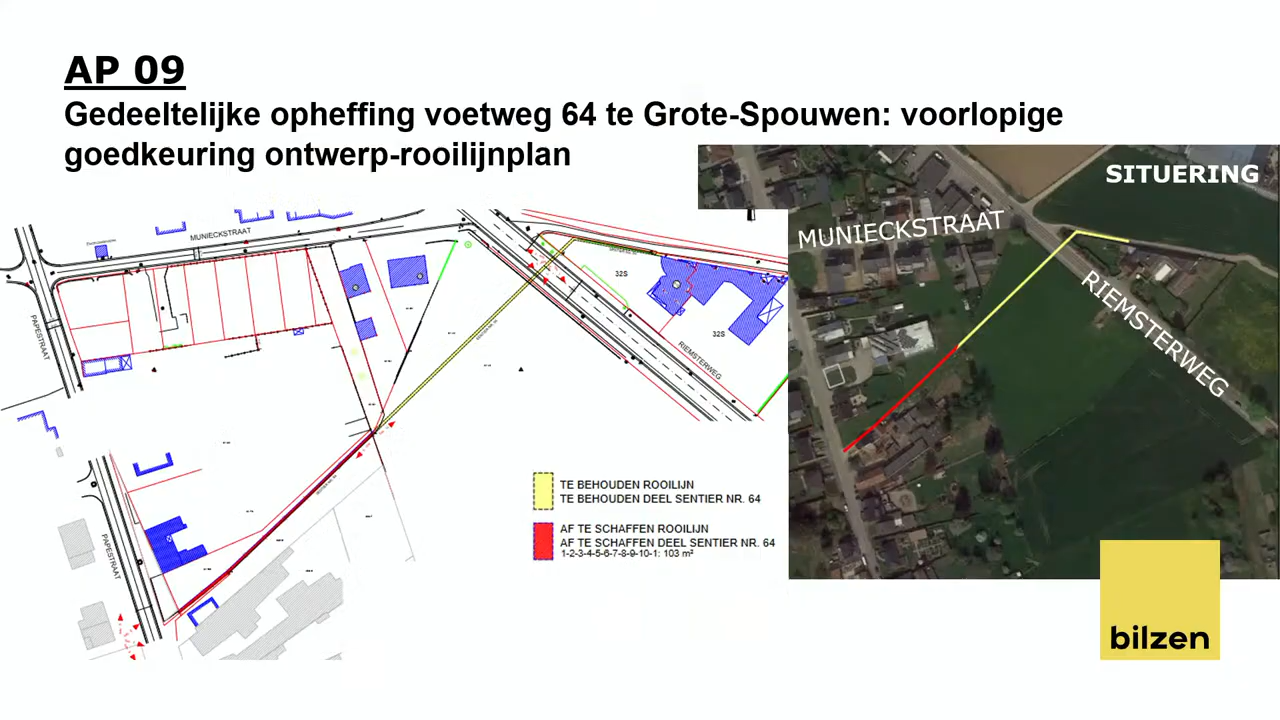 AP 09
Gedeeltelijke opheffing voetweg 64 te Grote-Spouwen: voorlopige
goedkeuring ontwerp-rooilijnplan
SITUERING
MUNIECKSTRAAT
RIEMSTERWEG
MUNIECKSTRAAT
PAPESTRAAT
32S
32S
RIEMSTERWEG
PAPESTRAAT
TE BEHOUDEN ROOILIJN
TE BEHOUDEN DEEL SENTIER NR. 64
AF TE SCHAFFEN ROOILIJN
AF TE SCHAFFEN DEEL SENTIER NR. 64
1-2-3-4-5-6-7-8-9-10-1: 103 m²
bilzen